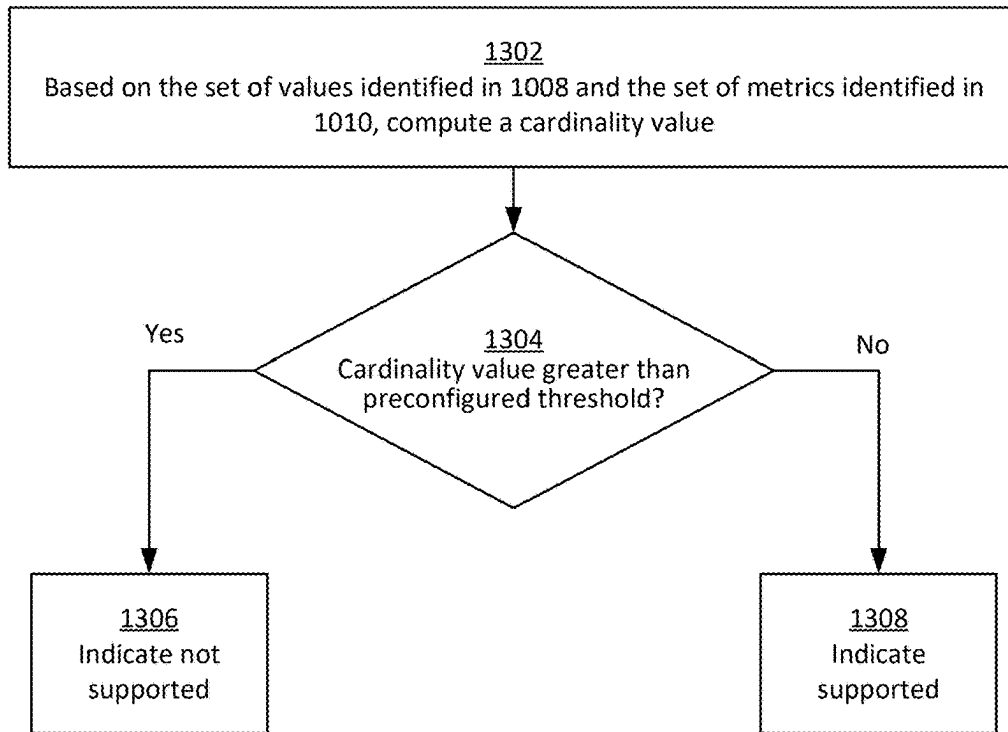 1302
Based on the set of values identified in 1008 and the set of metrics identified in
1010, compute a cardinality value
Yes
1304
Cardinality value greater than
preconfigured threshold?
No
1306
Indicate not
supported
1308
Indicate
supported